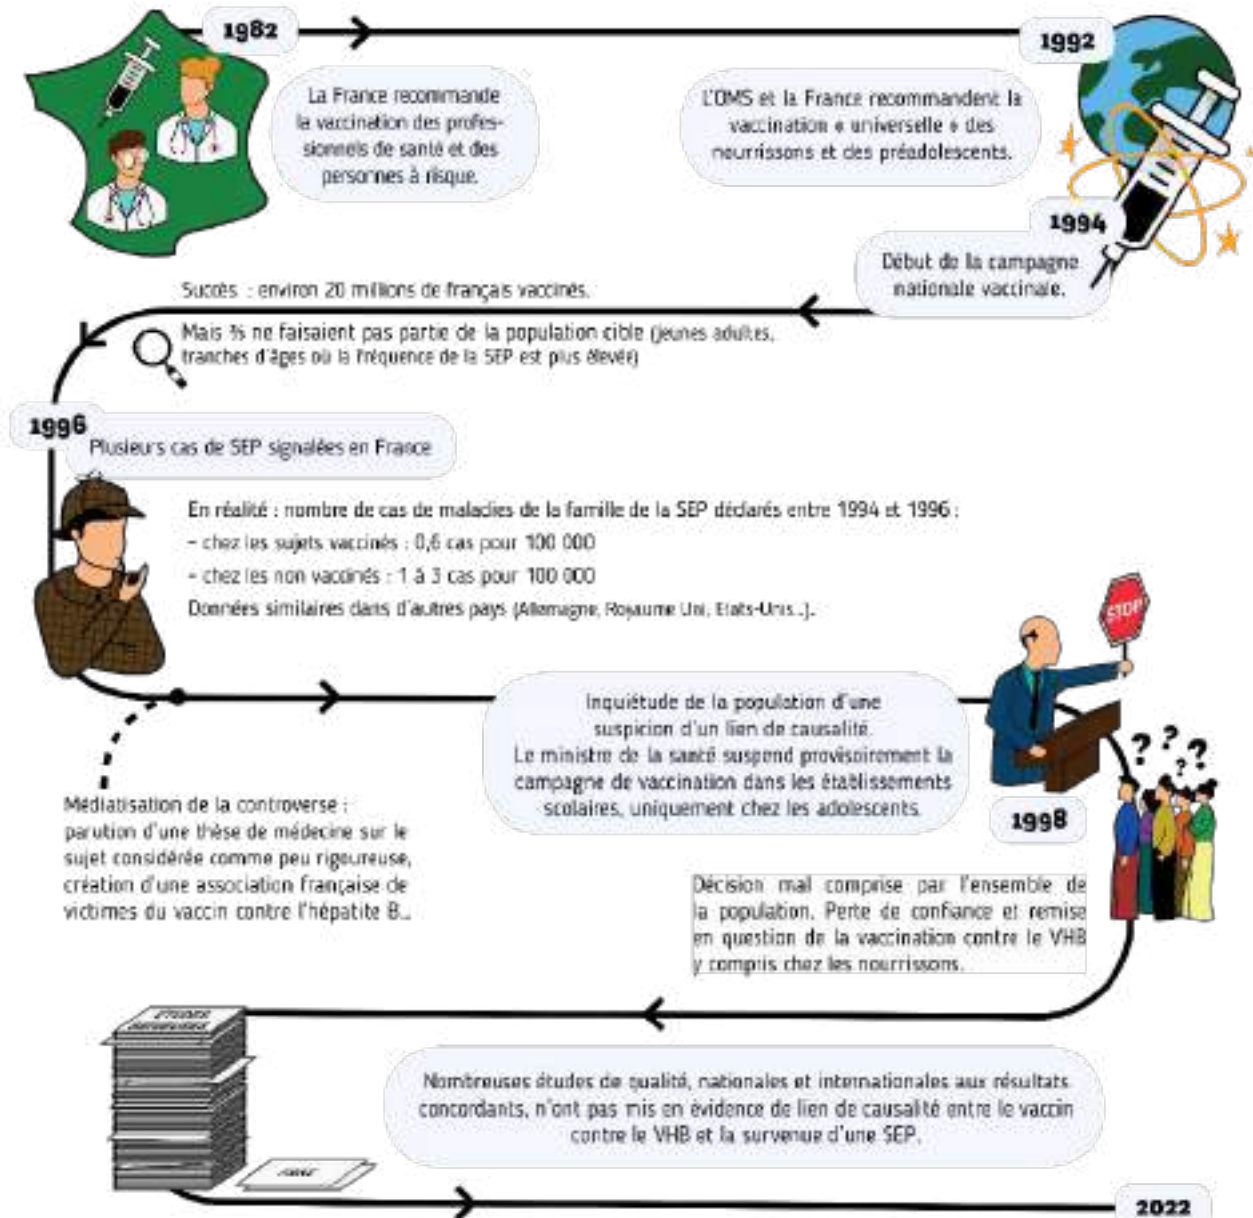 1982
La France recommande
la vaccination des profes-
sionnels de santé et des
personnes à risque.
1992
L'OMS et la France recommandent la
vaccination « universelle » des
nourrissons et des préadolescents.
1994
Début de la campagne
nationale vaccinale.
Succès : environ 20 millions de français vaccinés.
Mais ⅔ ne faisaient pas partie de la population cible (jeunes adultes,
tranches d'âges où la fréquence de la SEP est plus élevée)
1996
Plusieurs cas de SEP signalées en France
En réalité : nombre de cas de maladies de la famille de la SEP déclarés entre 1994 et 1996 :
- chez les sujets vaccinés : 0,6 cas pour 100 000
- chez les non vaccinés : 1 à 3 cas pour 100 000
Données similaires dans d'autres pays (Allemagne, Royaume Uni, Etats-Unis...).
STOP
Inquiétude de la population d'une
suspicion d'un lien de causalité.
Le ministre de la santé suspend provisoirement la
campagne de vaccination dans les établissements
scolaires, uniquement chez les adolescents.
? ? ? ? ?
1998
Médiatisation de la controverse :
parution d'une thèse de médecine sur le
sujet considérée comme peu rigoureuse,
création d'une association française de
victimes du vaccin contre l'hépatite B...
Décision mal comprise par l'ensemble de
la population. Perte de confiance et remise
en question de la vaccination contre le VHB
y compris chez les nourrissons.
ÉTUDES
Nombreuses études de qualité, nationales et internationales aux résultats
concordants, n'ont pas mis en évidence de lien de causalité entre le vaccin
contre le VHB et la survenue d'une SEP.
2022